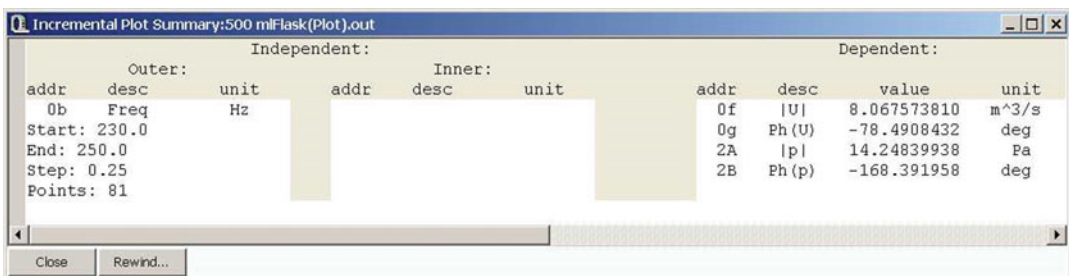 Incremental Plot Summary:500 mlFlask(Plot).out
Independent: Dependent:
Outer: Inner:
addr desc unit addr desc unit addr desc value unit
0b Freq Hz 0f |U| 8.067573810 m^3/s
Start: 230.0 0g Ph(U) -78.4908432 deg
End: 250.0 2A |p| 14.24839938 Pa
Step: 0.25 2B Ph(p) -168.391958 deg
Points: 81
Close Rewind...